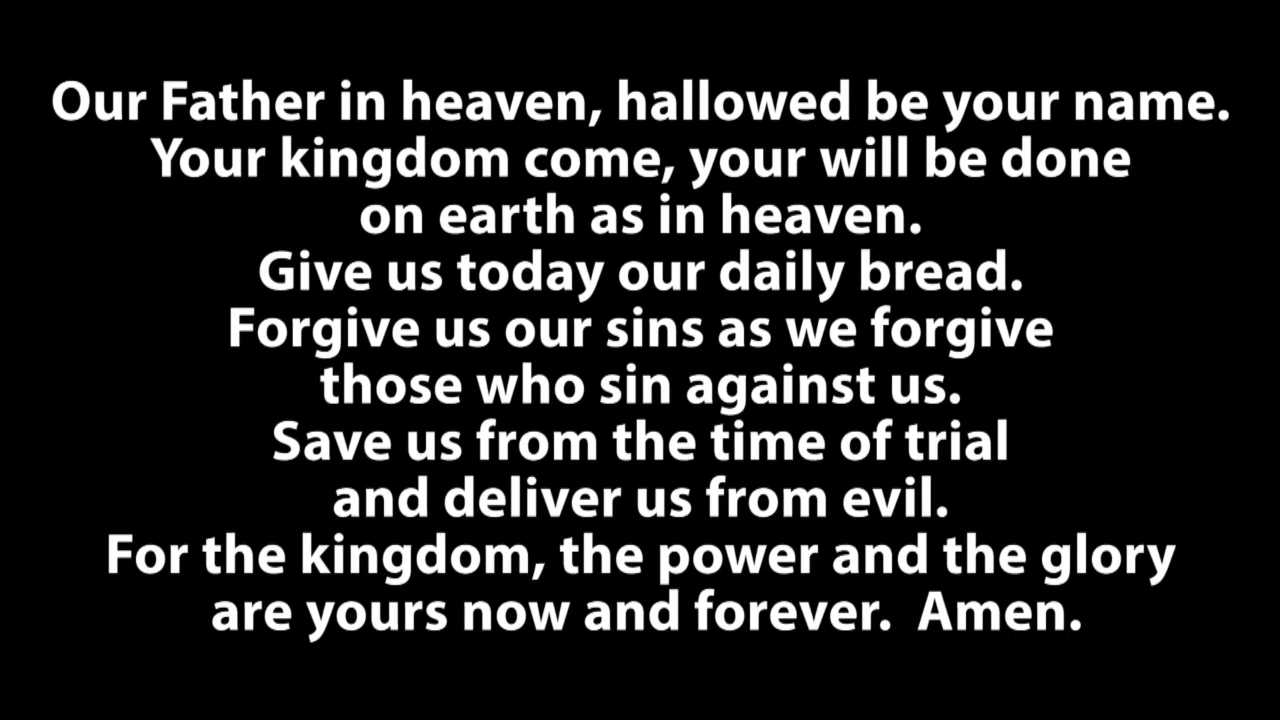 Our Father in heaven, hallowed be your name.
Your kingdom come, your will be done
on earth as in heaven.
Give us today our daily bread.
Forgive us our sins as we forgive
those who sin against us.
Save us from the time of trial
and deliver us from evil.
For the kingdom, the power and the glory
are yours now and forever.  Amen.